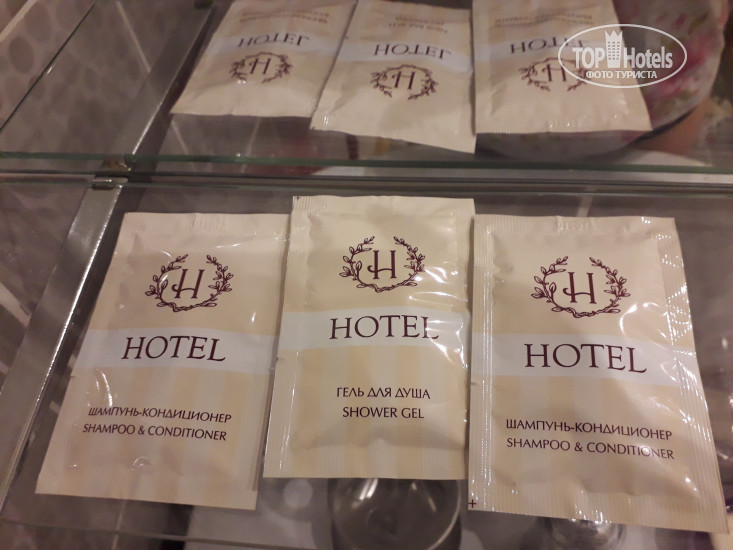 HOTEL
HOTEL
HOTEL
TOP Hotels
ФОТО ТУРИСТА
H
HOTEL
ШАМПУНЬ-КОНДИЦИОНЕР
SHAMPOO & CONDITIONER
H
HOTEL
ГЕЛЬ ДЛЯ ДУША
SHOWER GEL
H
HOTEL
ШАМПУНЬ-КОНДИЦИОНЕР
SHAMPOO & CONDITIONER